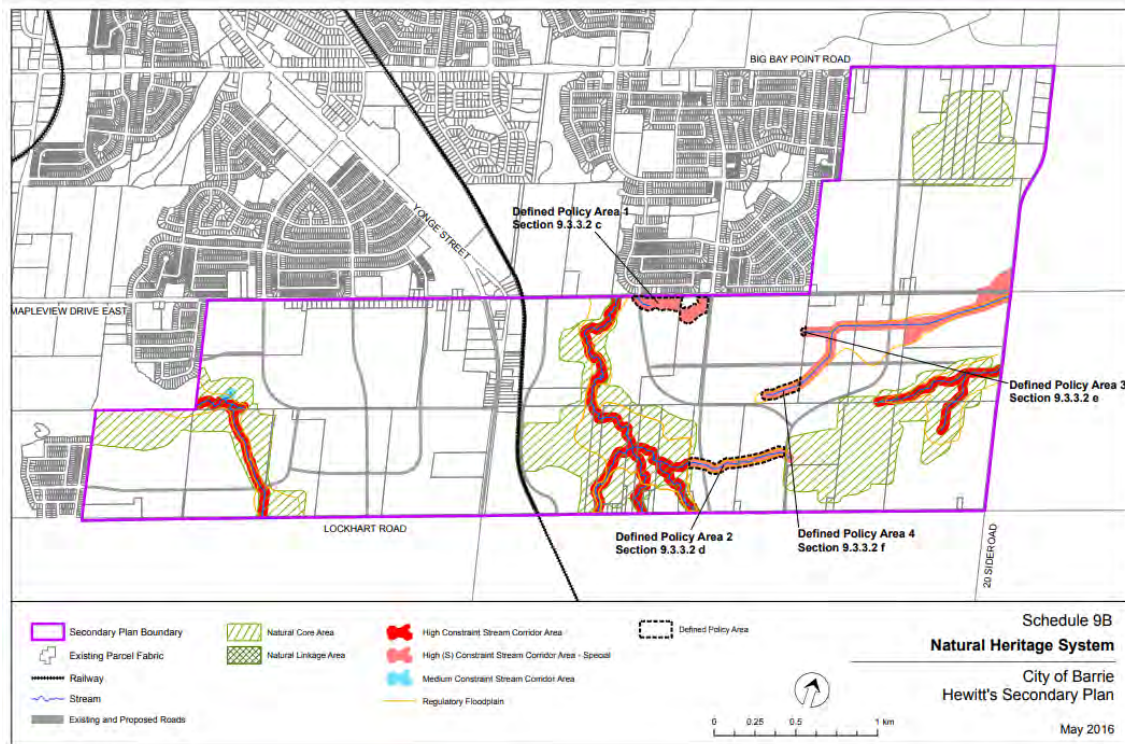 BIG BAY POINT ROAD
Defined Policy Area 1
Section 9.3.3.2 c
YONGE STREET
MAPLEVIEW DRIVE EAST
Defined Policy Area 3
Section 9.3.3.2 e
LOCKHART ROAD
Defined Policy Area 2
Section 9.3.3.2 d
Defined Policy Area 4
Section 9.3.3.2 f
20 SIDEROAD
Secondary Plan Boundary
Existing Parcel Fabric
Railway
Stream
Existing and Proposed Roads
Natural Core Area
Natural Linkage Area
High Constraint Stream Corridor Area
High (S) Constraint Stream Corridor Area - Special
Medium Constraint Stream Corridor Area
Regulatory Floodplain
Defined Policy Area
0 0.25 0.5 1 km
Schedule 9B
Natural Heritage System
City of Barrie
Hewitt's Secondary Plan
May 2016